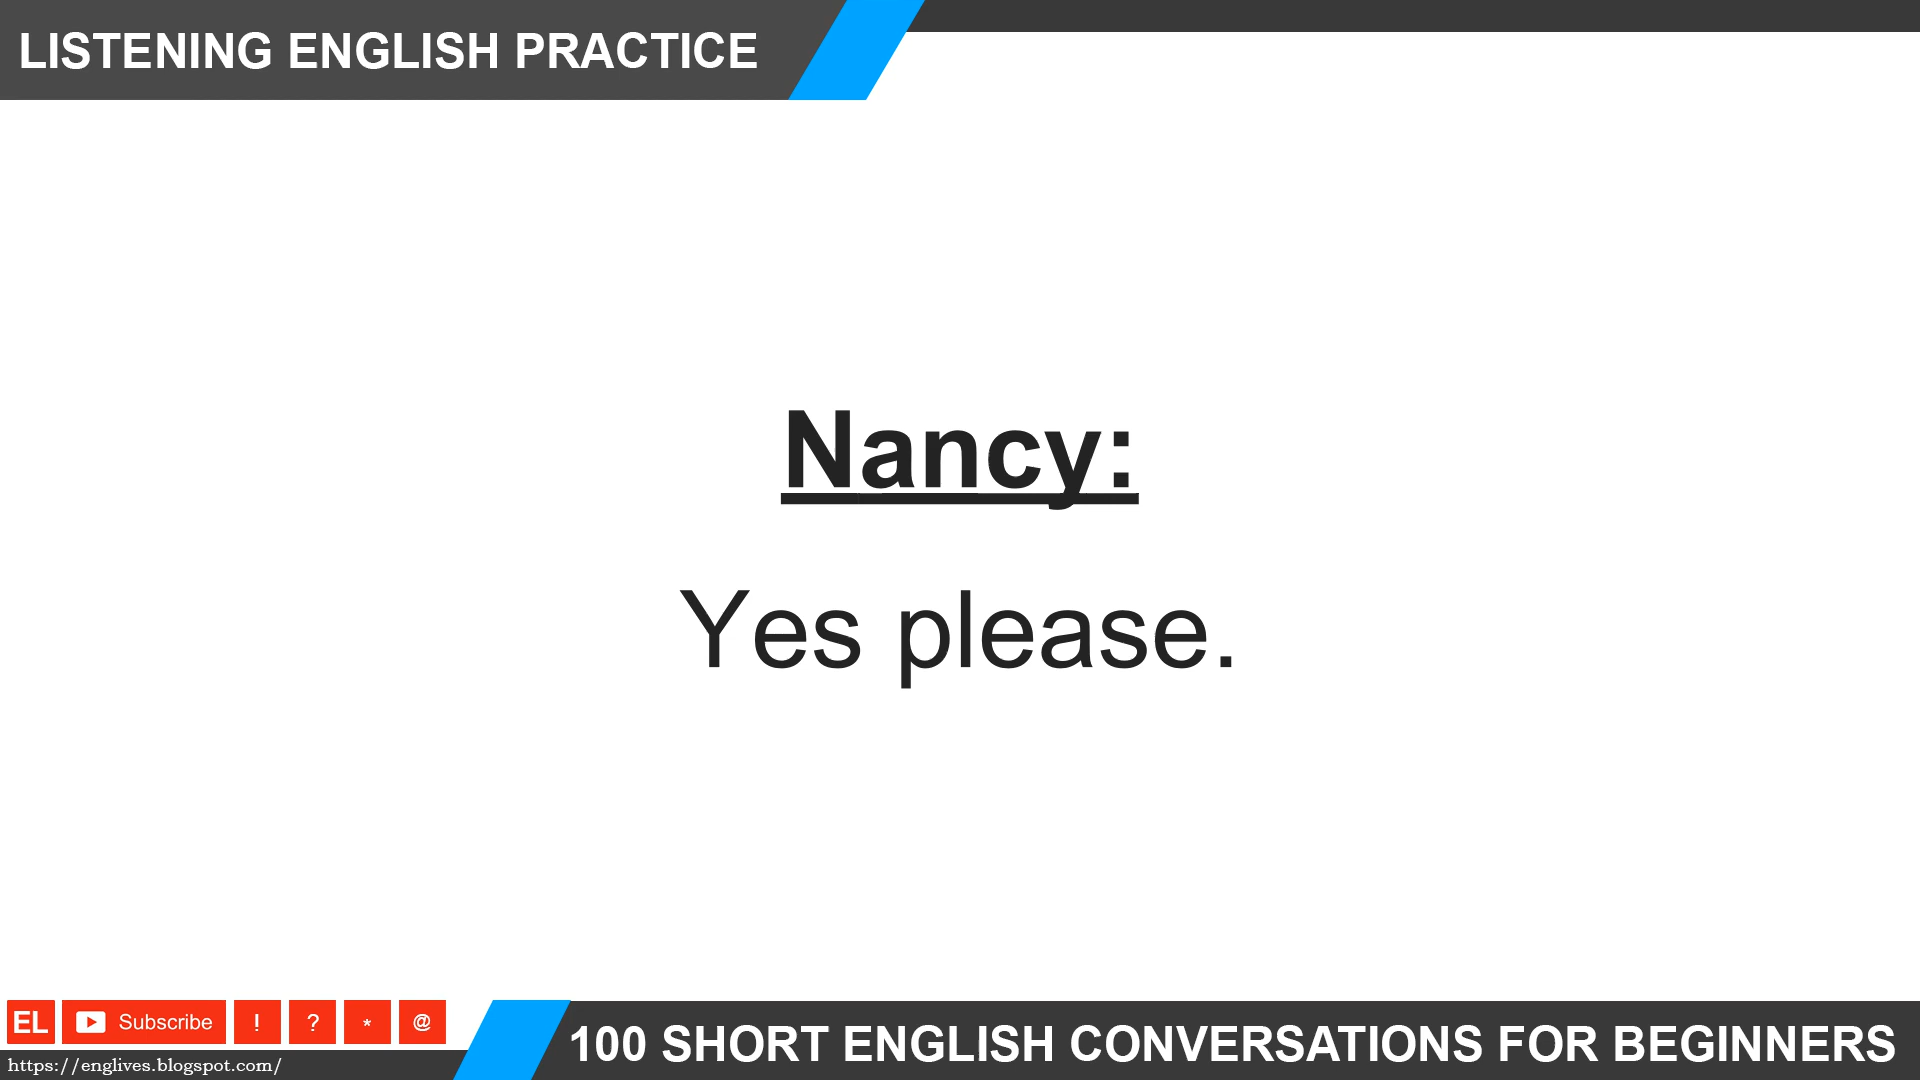 LISTENING ENGLISH PRACTICE
Nancy:
Yes please.
EL Subscribe ! ? * @
https://englives.blogspot.com/
100 SHORT ENGLISH CONVERSATIONS FOR BEGINNERS